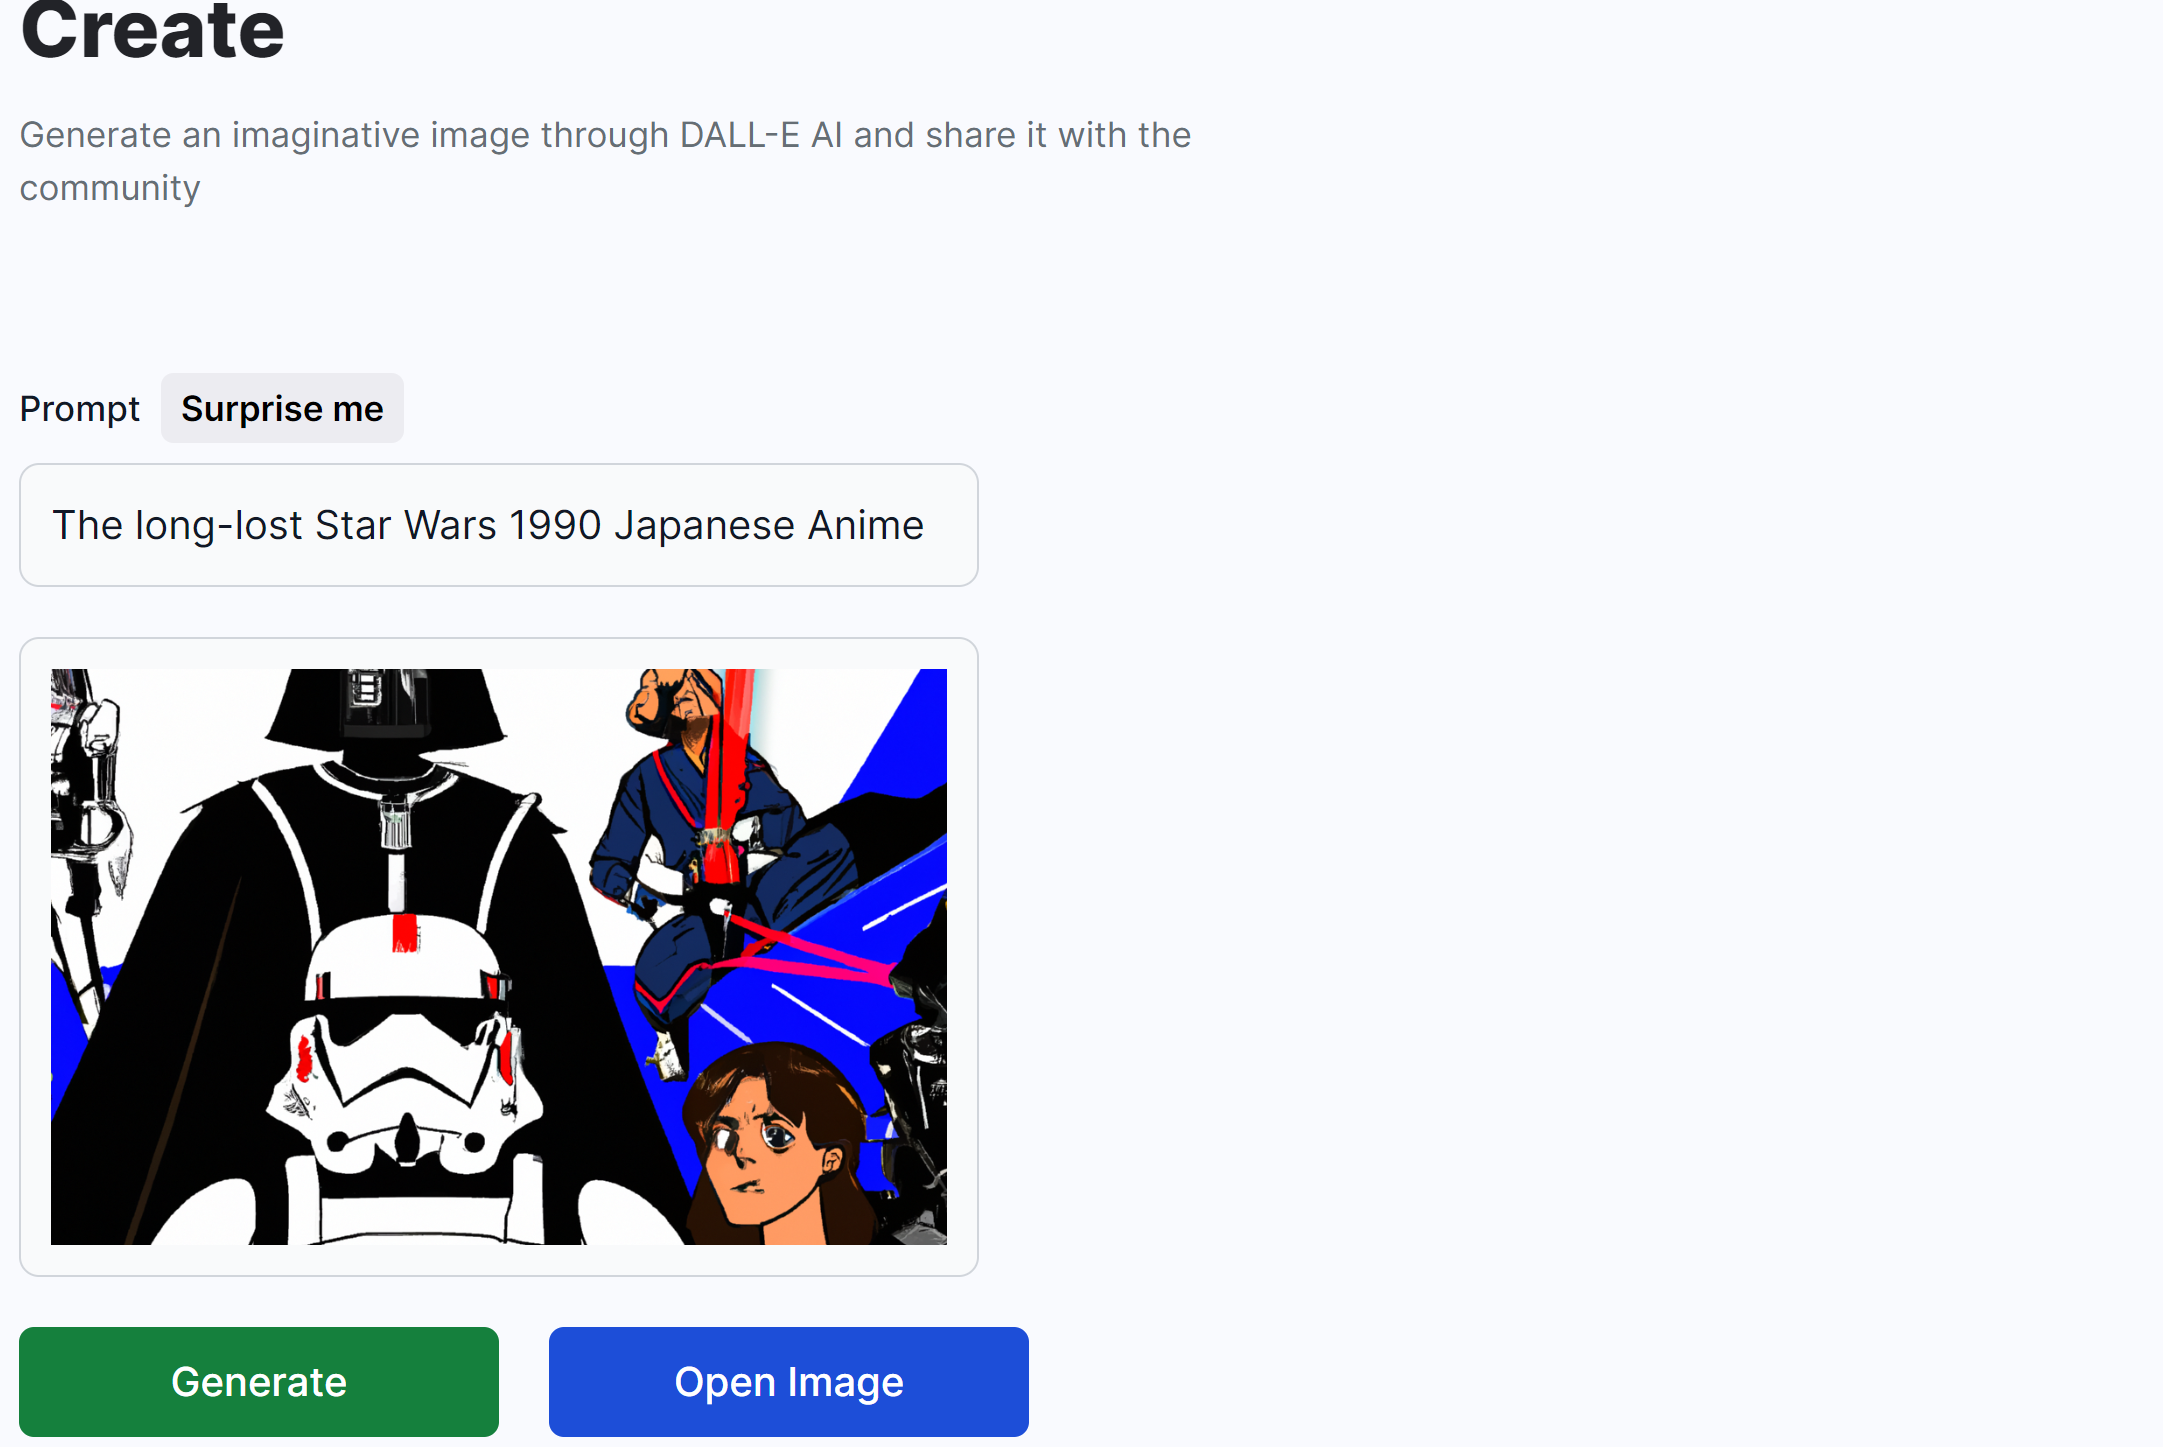 Create
Generate an imaginative image through DALL-E AI and share it with the
community
Prompt Surprise me
The long-lost Star Wars 1990 Japanese Anime
Generate Open Image